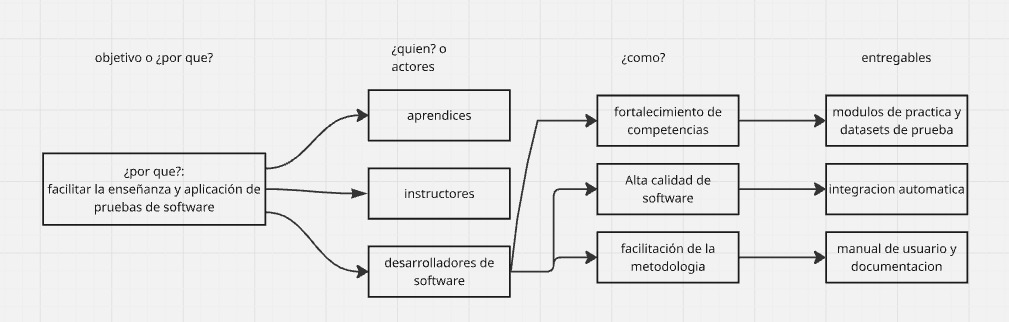 objetivo o ¿por que?
¿quien? o
actores
¿como?
entregables
¿por que?:
facilitar la enseñanza y aplicación de
pruebas de software
aprendices
instructores
desarrolladores de
software
fortalecimiento de
competencias
Alta calidad de
software
facilitación de la
metodologia
modulos de practica y
datasets de prueba
integracion automatica
manual de usuario y
documentacion